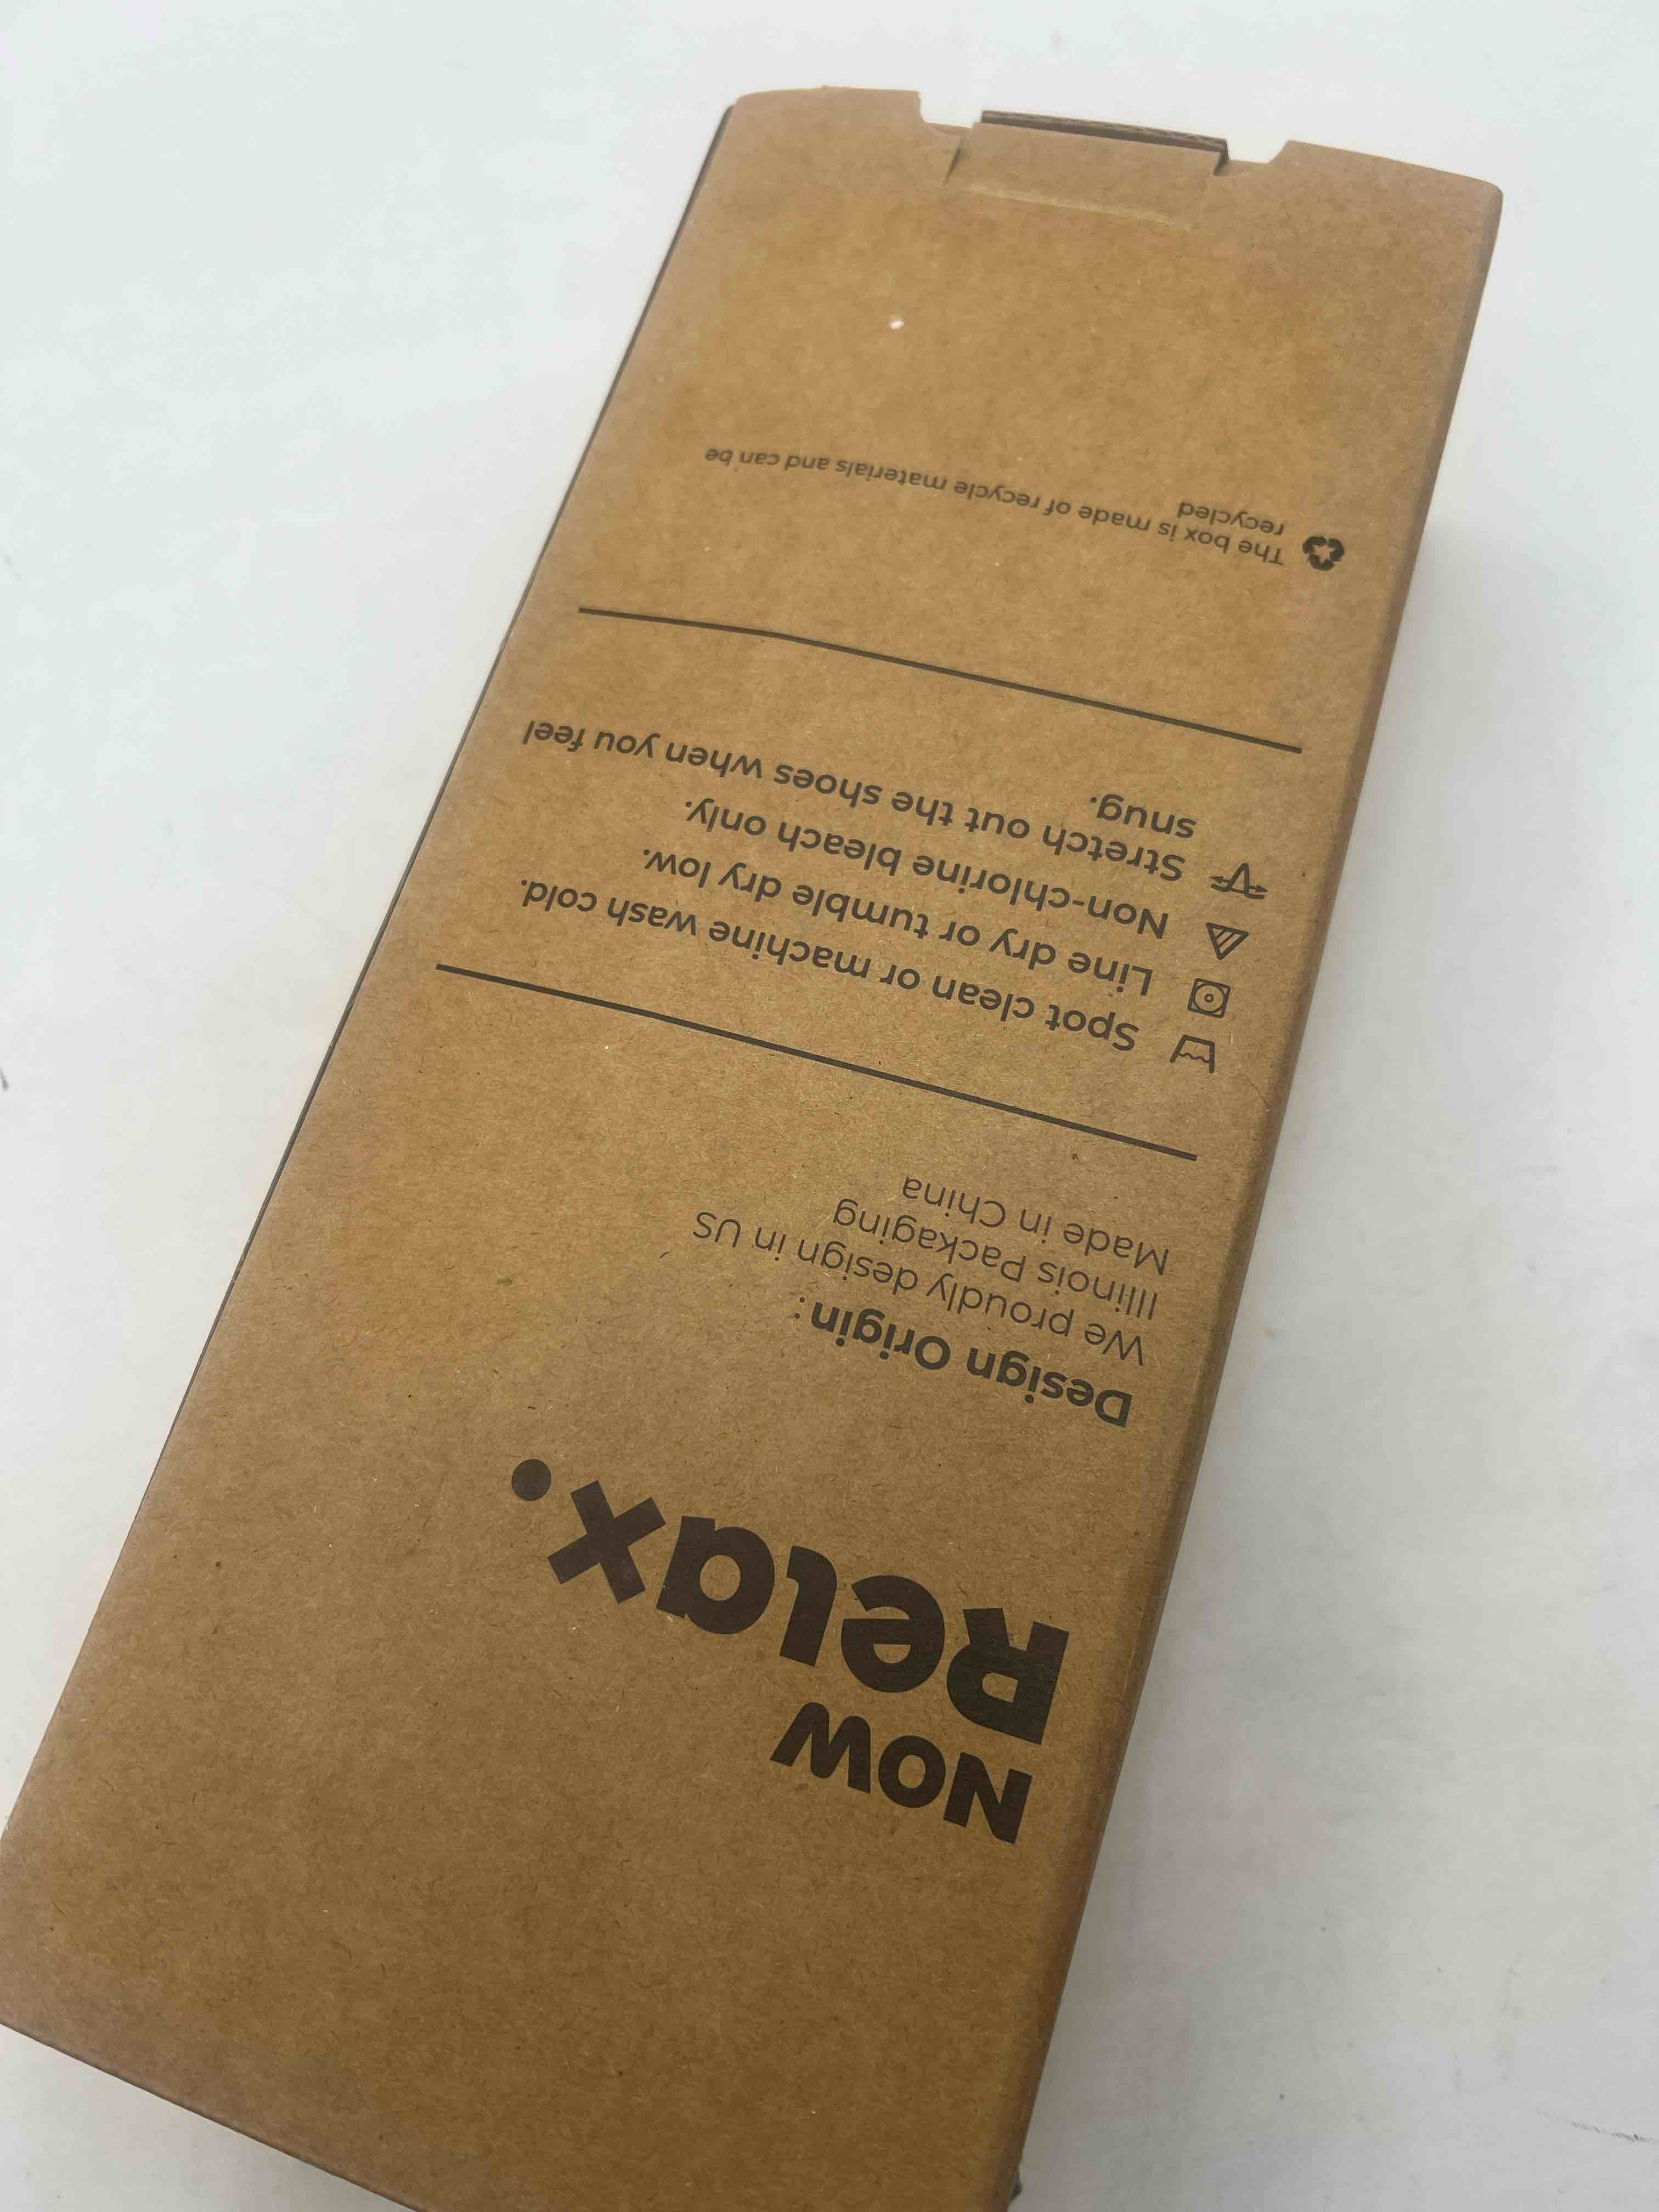 NOW
Relax.
Design Origin:
We proudly design in US
Illinois Packaging
Made in China
Spot clean or machine wash cold.
Line dry or tumble dry low.
Non-chlorine bleach only.
Stretch out the shoes when you feel
snug.
The box is made of recycle materials and can be
recycled